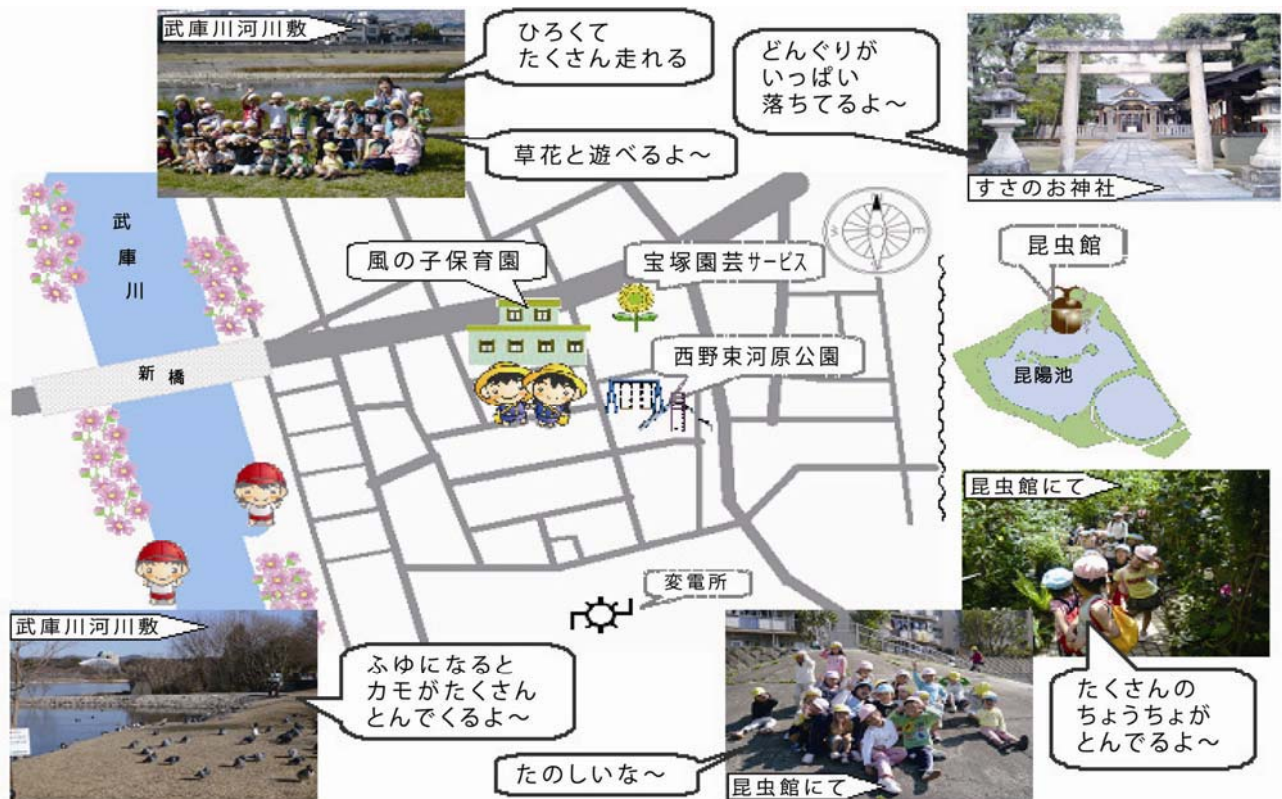 武庫川河川敷
ひろくて
たくさん走れる
草花と遊べるよ～
どんぐりが
いっぱい
落ちてるよ～
すさのお神社
武
庫
川
風の子保育園
宝塚園芸サービス
W
E
昆虫館
西野束河原公園
新橋
昆陽池
昆虫館にて
変電所
武庫川河川敷
ふゆになると
カモがたくさん
とんでくるよ～
たのしいな～
昆虫館にて
たくさんの
ちょうちょが
とんでるよ～